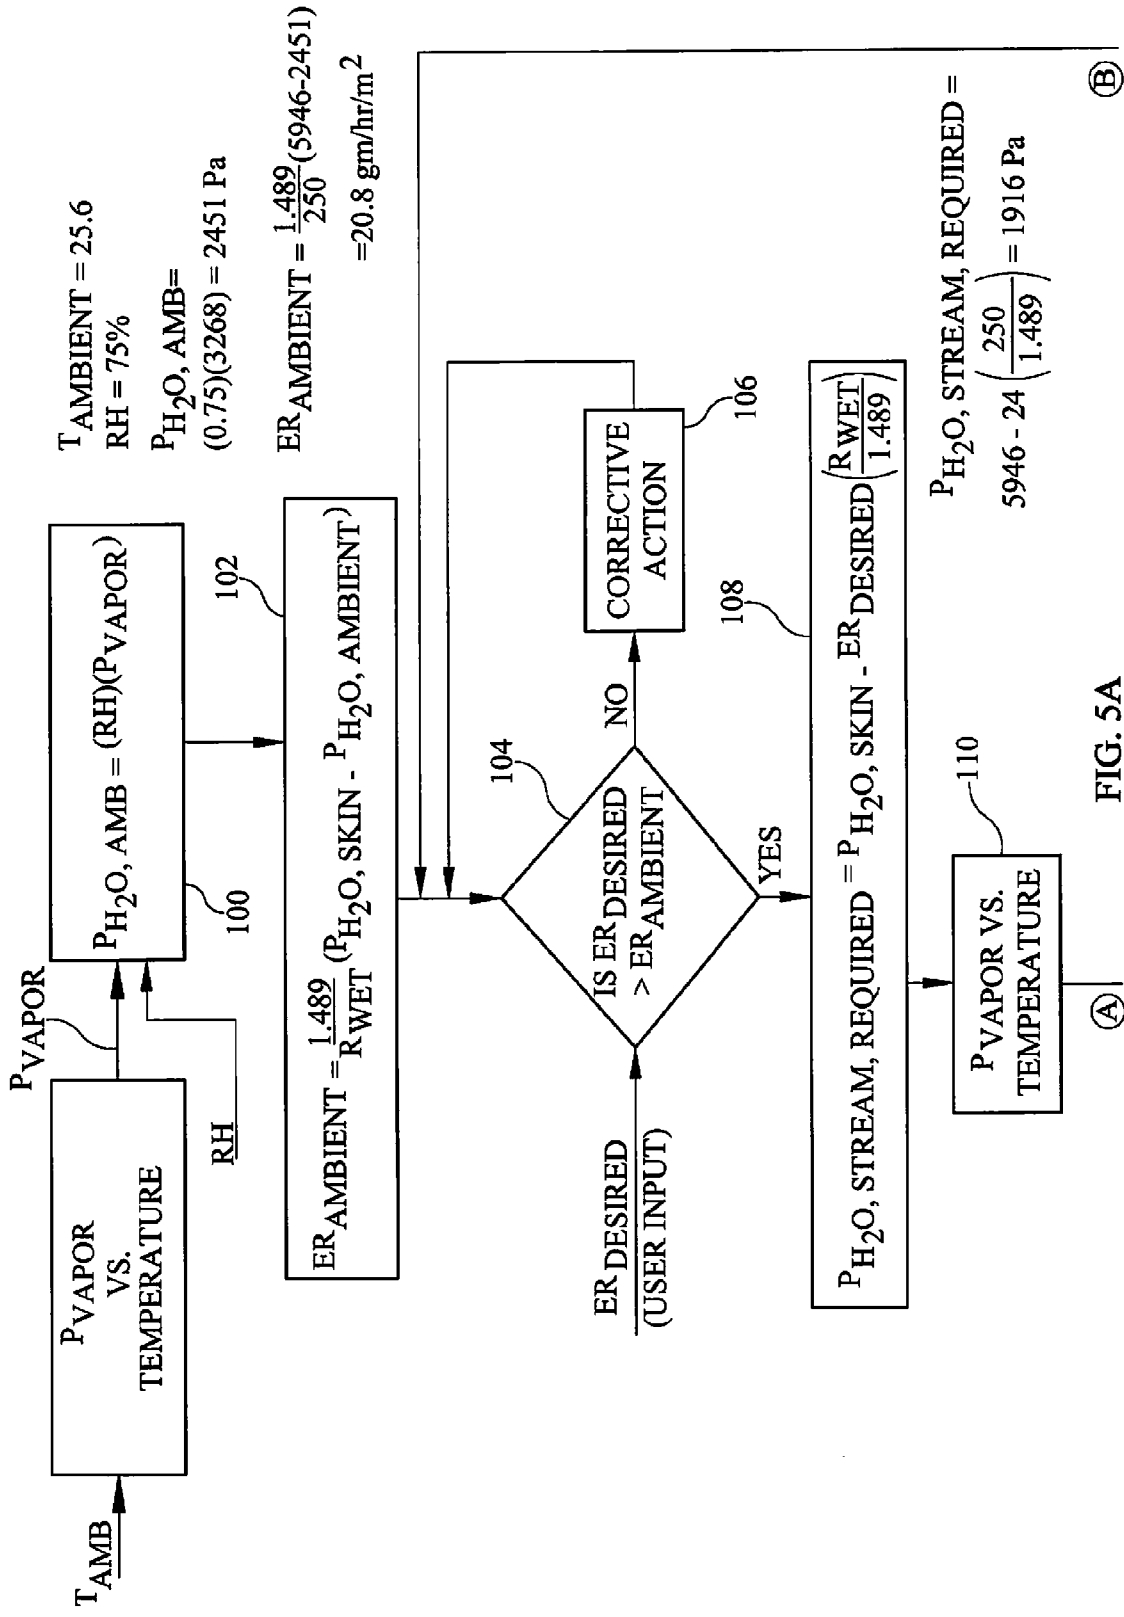 T_AMB
P_VAPOR
VS.
TEMPERATURE
P_VAPOR
RH
P_H₂O, AMB = (RH)(P_VAPOR)
100
T_AMBIENT = 25.6
RH = 75%
P_H₂O, AMB=
(0.75)(3268) = 2451 Pa
ER_AMBIENT = 1.489/R_WET (P_H₂O, SKIN - P_H₂O, AMBIENT)
102
ER_AMBIENT = 1.489/250 (5946-2451)
=20.8 gm/hr/m²
ER_DESIRED
(USER INPUT)
IS ER_DESIRED
> ER_AMBIENT
104
NO
YES
CORRECTIVE
ACTION
106
P_H₂O, STREAM, REQUIRED = P_H₂O, SKIN - ER_DESIRED (R_WET/1.489)
108
P_H₂O, STREAM, REQUIRED =
5946 - 24 (250/1.489) = 1916 Pa
P_VAPOR VS.
TEMPERATURE
110
A
B
FIG. 5A